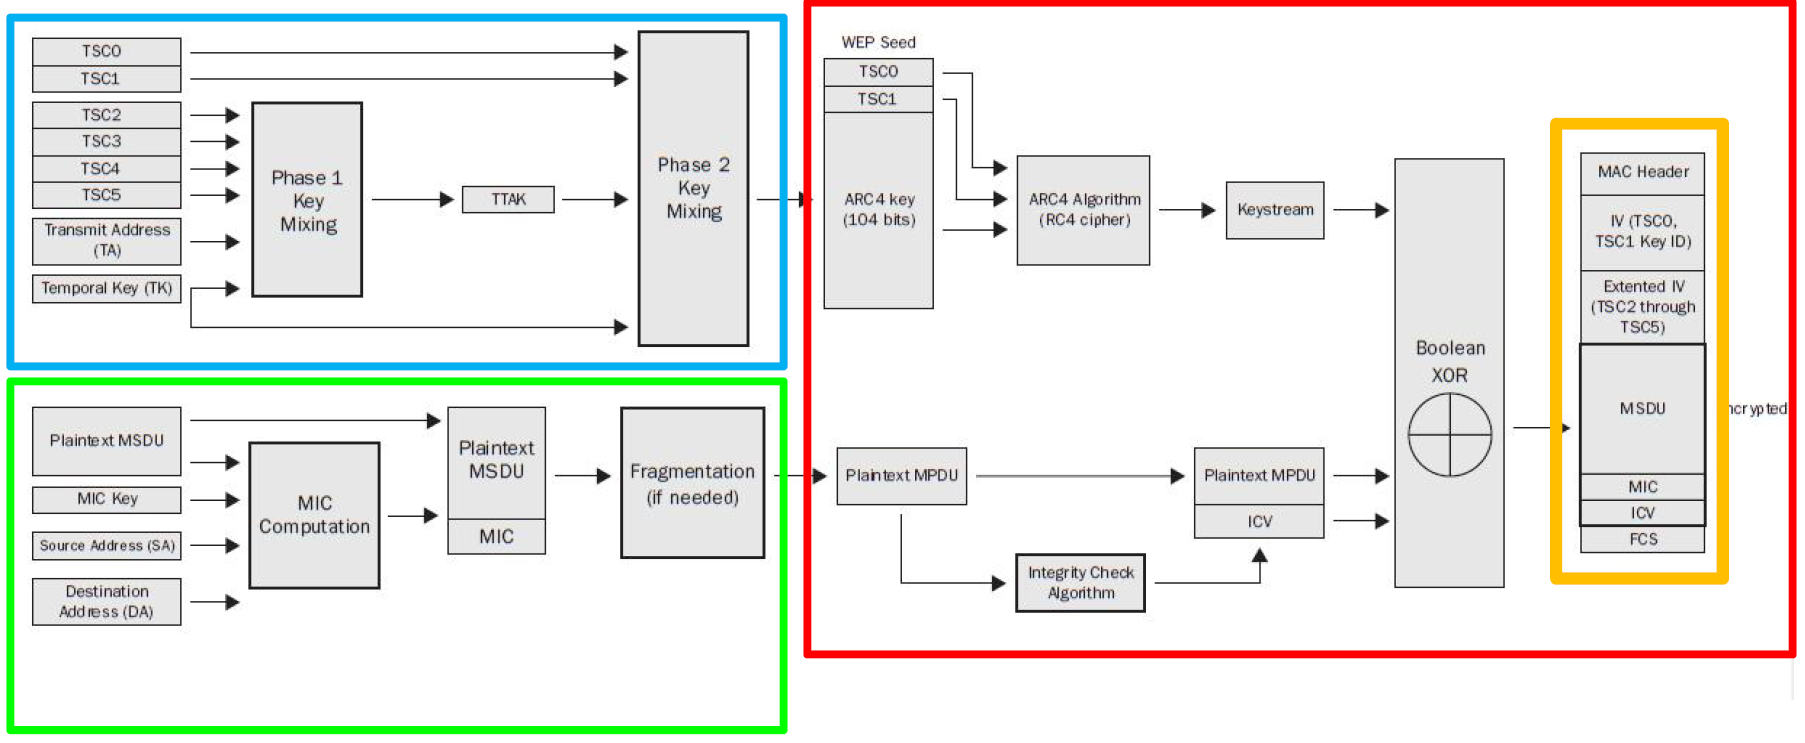 TSC0
TSC1
TSC2
TSC3
TSC4
TSC5
Transmit Address
(TA)
Temporal Key (TK)
Phase 1
Key
Mixing
TTAK
Phase 2
Key
Mixing
WEP Seed
TSC0
TSC1
ARC4 key
(104 bits)
ARC4 Algorithm
(RC4 cipher)
Keystream
Boolean
XOR
MAC Header
IV (TSC0,
TSC1 Key ID)
Extented IV
(TSC2 through
TSC5)
MSDU
MIC
ICV
FCS
ncrypted
Plaintext MSDU
MIC Key
Source Address (SA)
Destination
Address (DA)
MIC
Computation
Plaintext
MSDU
MIC
Fragmentation
(if needed)
Plaintext MPDU
Integrity Check
Algorithm
Plaintext MPDU
ICV